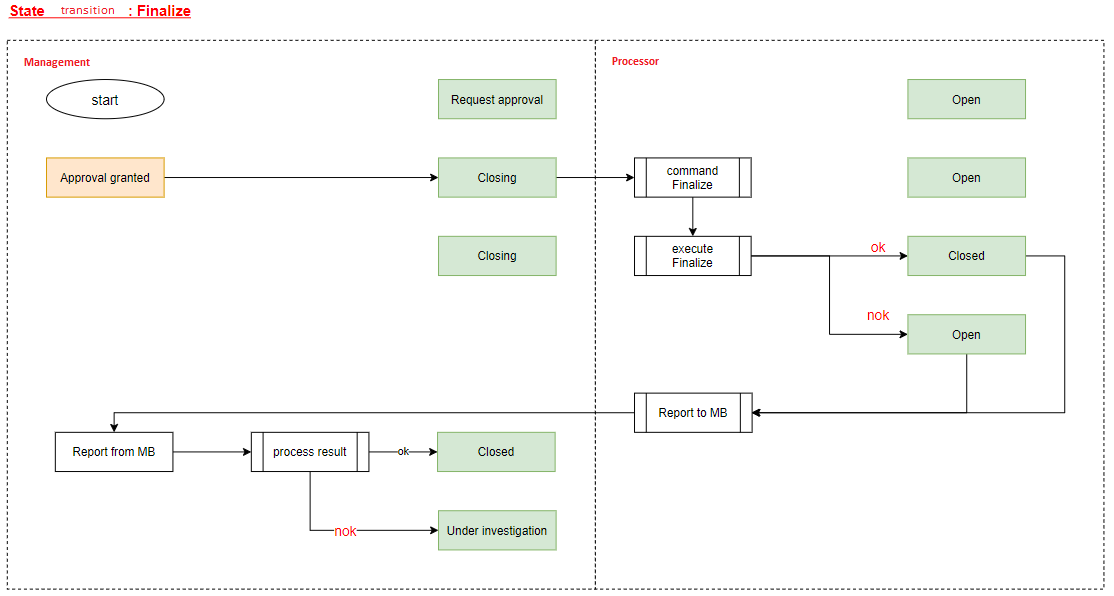 State transition : Finalize
Management
Processor
start
Request approval
Open
Approval granted
Closing
command
Finalize
Open
Closing
execute
Finalize
ok
Closed
nok
Open
Report to MB
Report from MB
process result
ok
Closed
nok
Under investigation